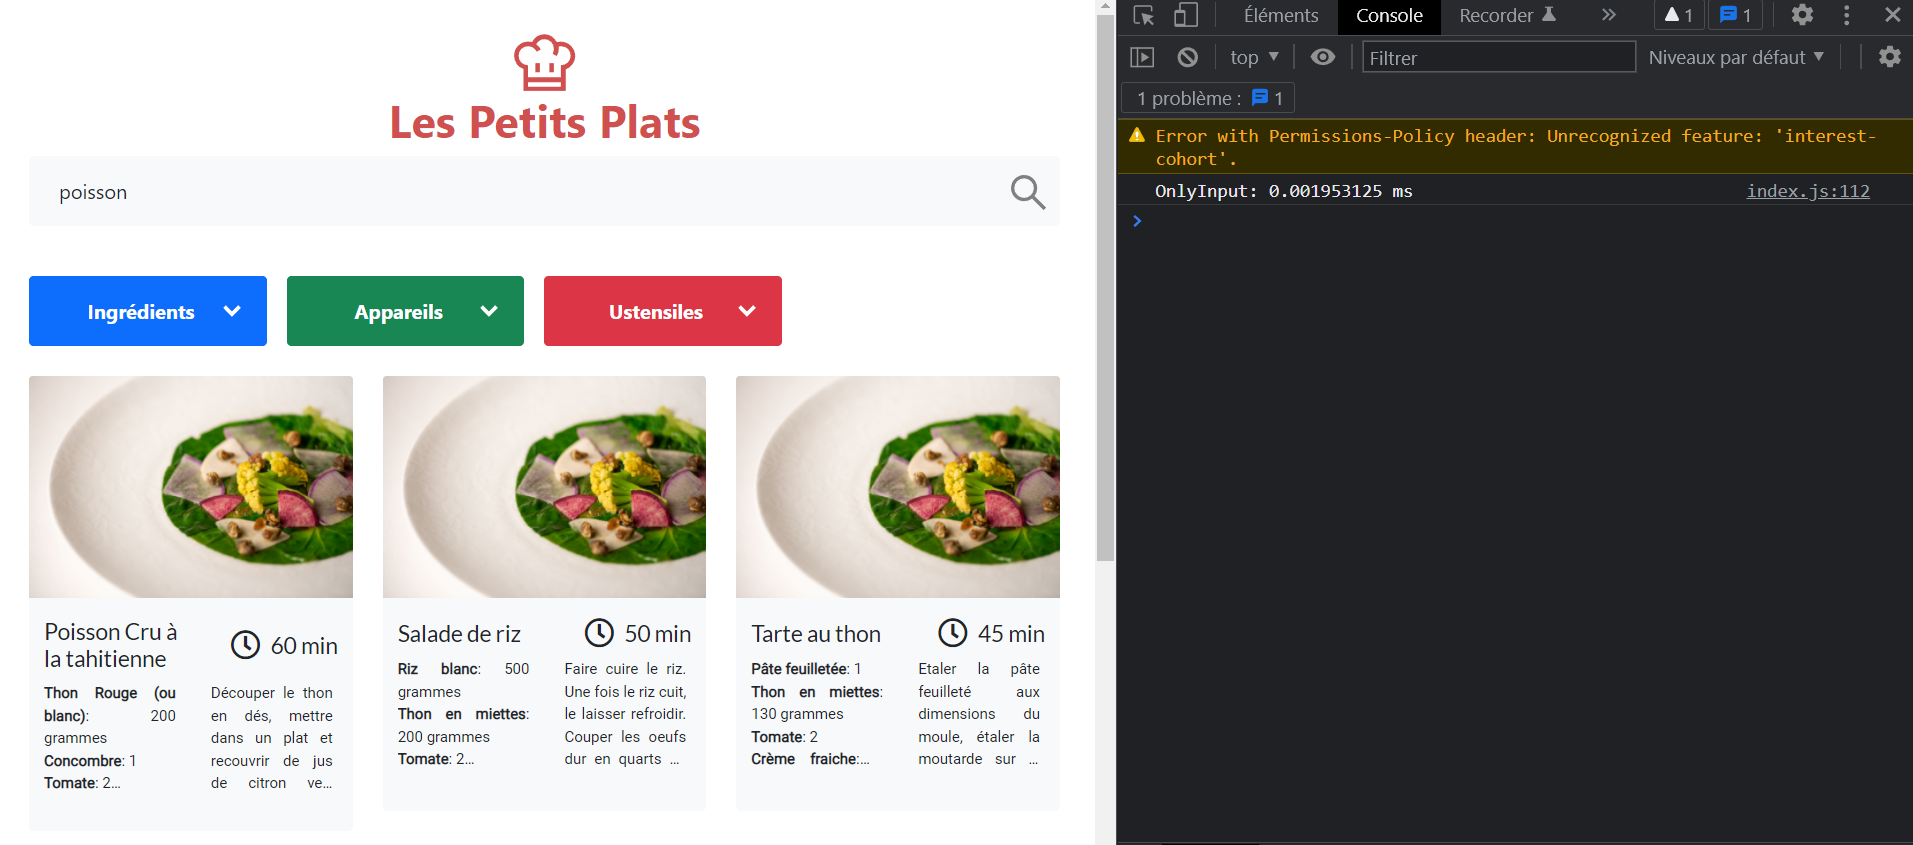 Les Petits Plats
poisson
Ingrédients
Appareils
Ustensiles
Poisson Cru à
la tahitienne
60 min
Thon Rouge (ou
blanc): 200
grammes
Concombre: 1
Tomate: 2...
Découper le thon
en dés, mettre
dans un plat et
recouvrir de jus
de citron ve...
Salade de riz
50 min
Riz blanc: 500
grammes
Thon en miettes:
200 grammes
Tomate: 2...
Faire cuire le riz.
Une fois le riz cuit,
le laisser refroidir.
Couper les oeufs
dur en quarts ...
Tarte au thon
45 min
Pâte feuilletée: 1
Thon en miettes:
130 grammes
Tomate: 2
Crème fraiche:...
Etaler la pâte
feuilleté aux
dimensions du
moule, étaler la
moutarde sur ...
Éléments
Console
Recorder
1
1
top
Filtrer
Niveaux par défaut
1 problème : 1
Error with Permissions-Policy header: Unrecognized feature: 'interest-
cohort'.
OnlyInput: 0.001953125 ms
index.js:112